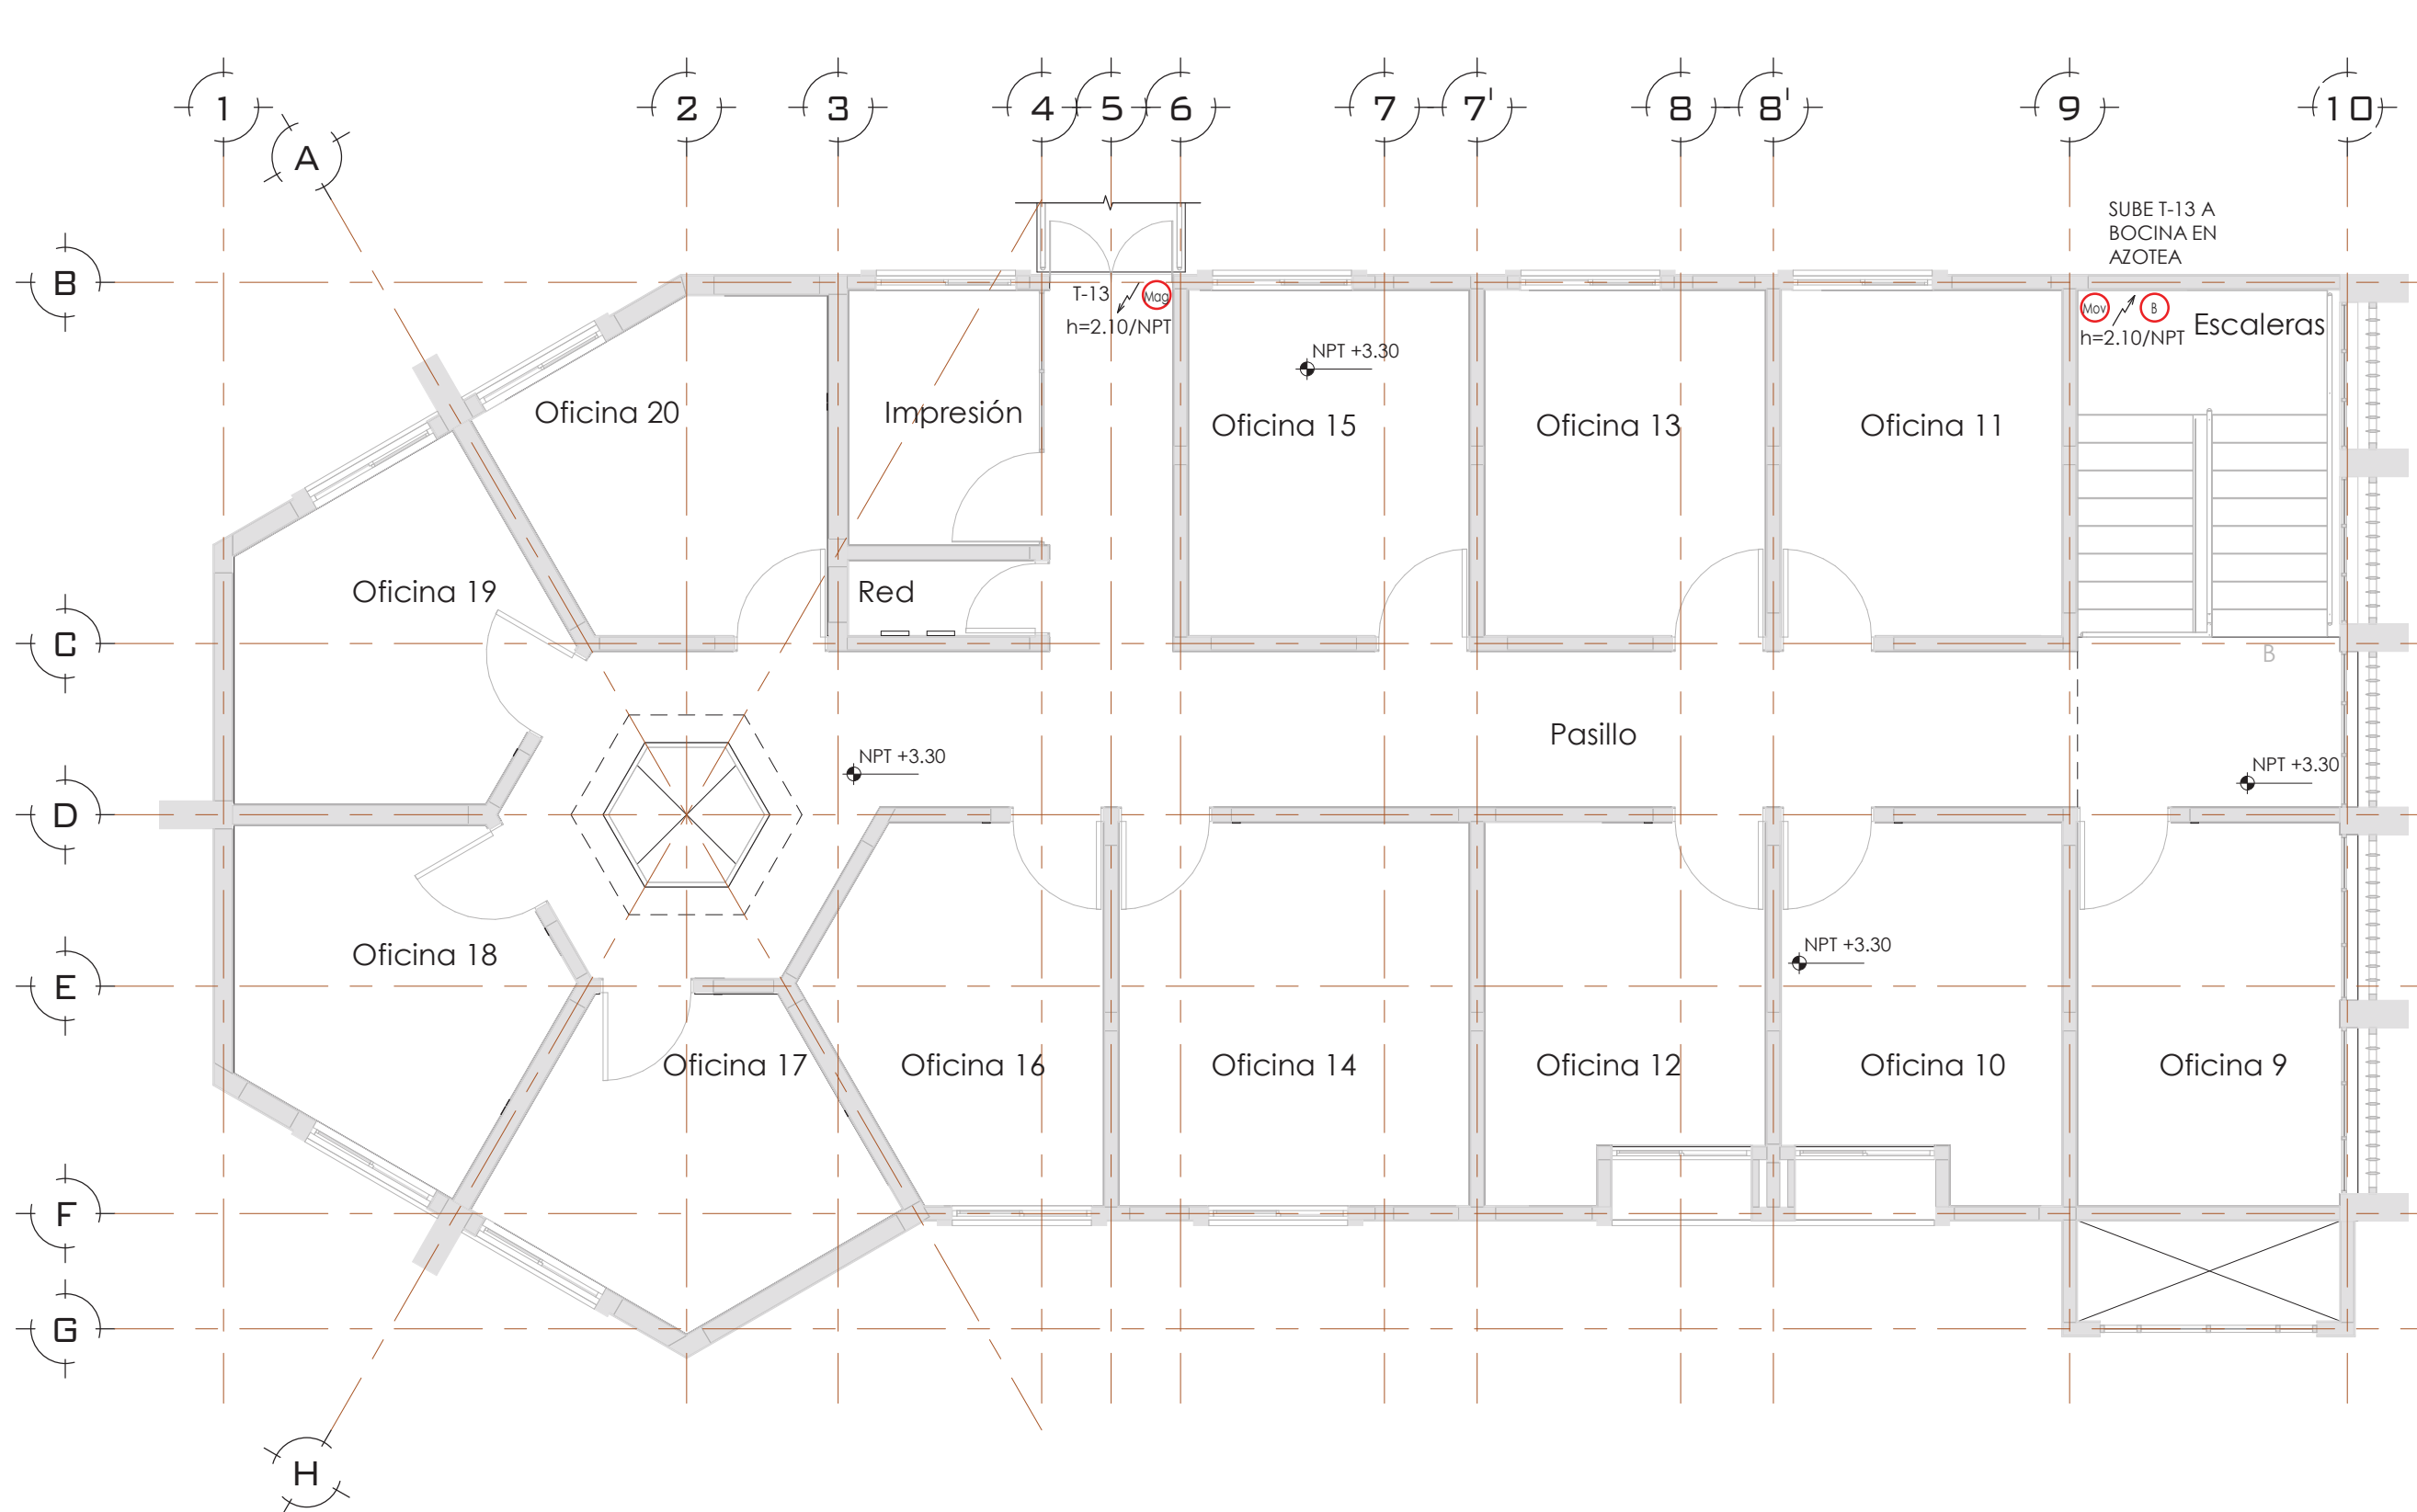 1
2
3
4
5
6
7
7'
8
8'
9
10
A
SUBE T-13 A
BOCINA EN
AZOTEA
B
T-13
Mag
h=2.10/NPT
Mov
B
h=2.10/NPT
Escaleras
NPT +3.30
Oficina 20
Impresión
Oficina 15
Oficina 13
Oficina 11
Oficina 19
Red
C
B
Pasillo
NPT +3.30
NPT +3.30
D
Oficina 18
NPT +3.30
E
Oficina 17
Oficina 16
Oficina 14
Oficina 12
Oficina 10
Oficina 9
F
G
H